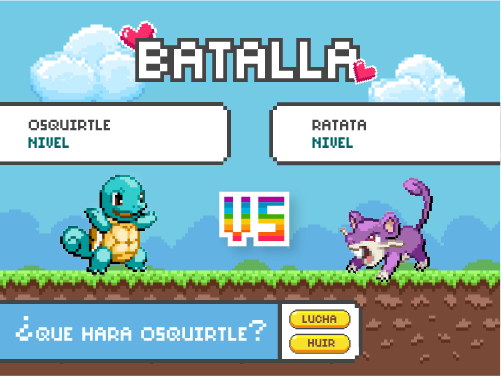 BATALLA
OSQUIRTLE
NIVEL
RATATA
NIVEL
VS
¿QUE HARA OSQUIRTLE?
LUCHA
HUIR